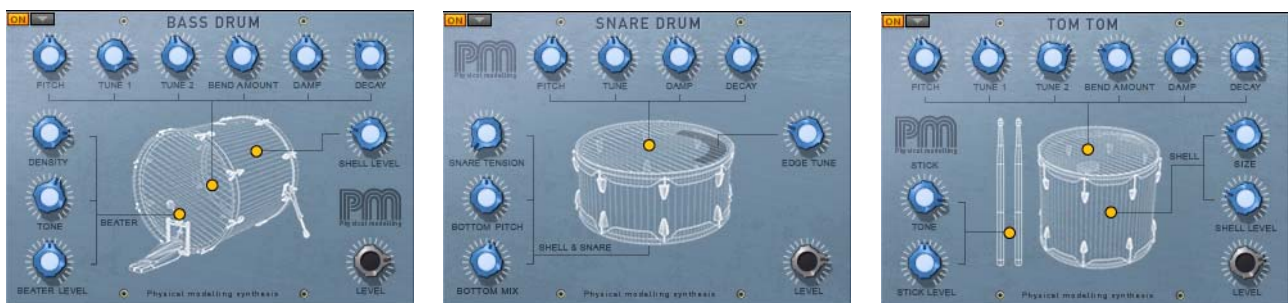 ON
BASS DRUM
PITCH TUNE 1 TUNE 2 BEND AMOUNT DAMP DECAY
DENSITY
SHELL LEVEL
TONE
BEATER
BEATER LEVEL
LEVEL
PM
Physical modelling
Physical modelling synthesis
ON
SNARE DRUM
PM
Physical modelling
PITCH TUNE DAMP DECAY
SNARE TENSION
EDGE TUNE
BOTTOM PITCH
SHELL & SNARE
BOTTOM MIX
LEVEL
Physical modelling synthesis
ON
TOM TOM
PITCH TUNE 1 TUNE 2 BEND AMOUNT DAMP DECAY
PM
Physical modelling
STICK
SHELL
SIZE
TONE
SHELL LEVEL
STICK LEVEL
LEVEL
Physical modelling synthesis